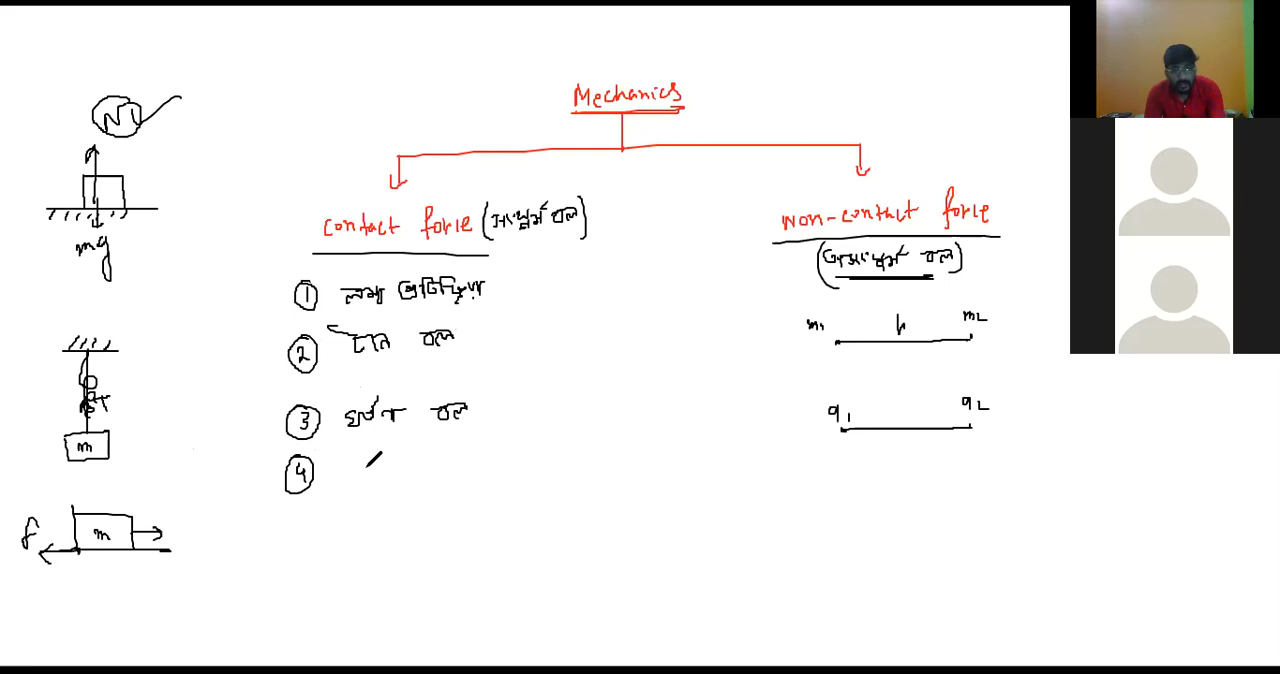 Mechanics
Contact force (সংস্পর্শ বল)
① লম্ব প্রতিক্রিয়া
② টান বল
③ ঘর্ষণ বল
④
Non-contact force
(অসংস্পর্শ বল)
m₁ r m₂
q₁ q₂
N
mg
T
m
f m